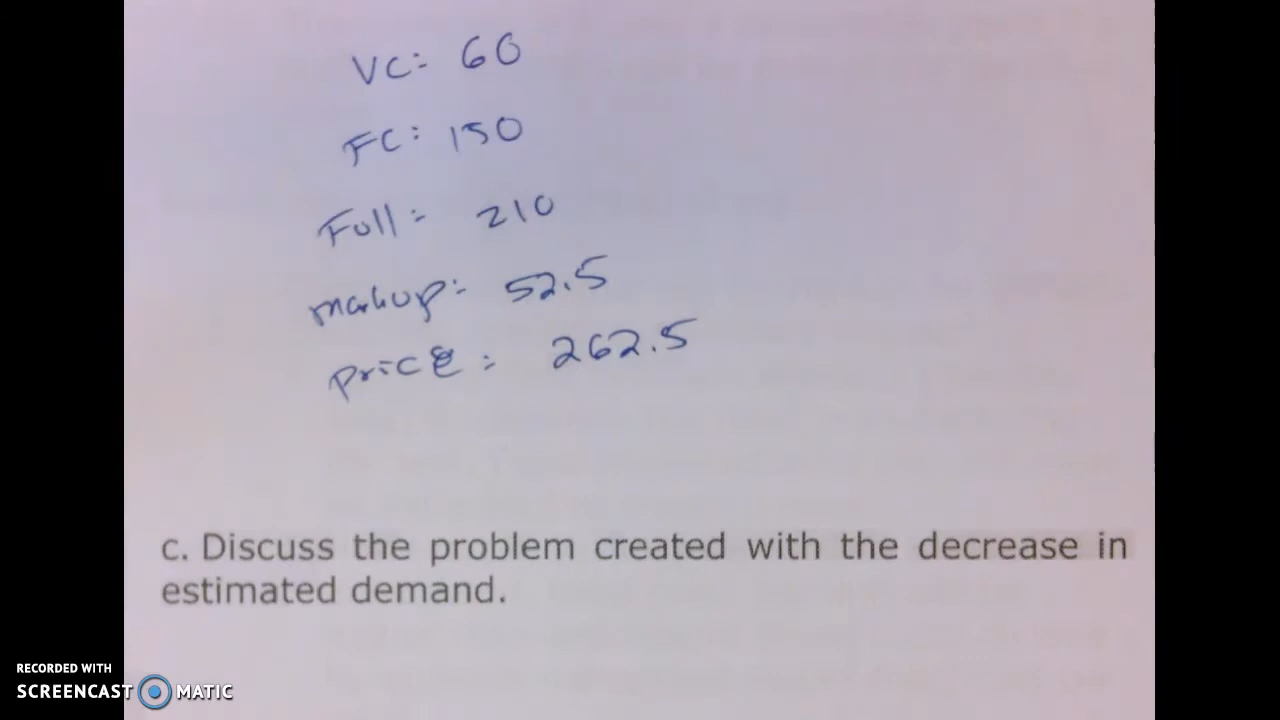 VC: 60
FC: 150
Full: 210
markup: 52.5
price: 262.5
c. Discuss the problem created with the decrease in
estimated demand.
RECORDED WITH
SCREENCAST MATIC